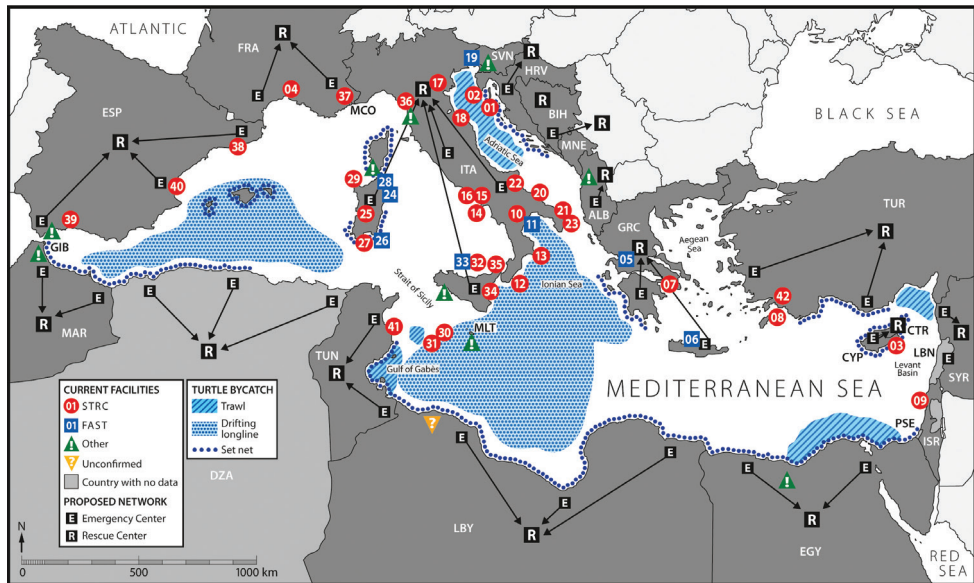 ATLANTIC
FRA
R
E
E
04
37
MCO
ESP
R
E
38
E
40
E
39
GIB
E
MAR
R
E
19
SVN
HRV
R
E
17
36
R
02
01
18
BIH
R
MNE
E
R
Adriatic Sea
ITA
E
E
22
20
R
ALB
E
29
28
24
E
25
27
26
16
15
14
10
11
21
23
13
33
32
35
E
34
12
Ionian Sea
Strait of Sicily
MLT
30
31
41
Gulf of Gabès
TUN
E
R
E
E
E
E
R
DZA
BLACK SEA
TUR
R
E
E
GRC
R
05
E
Aegean
Sea
07
06
E
42
08
R
CTR
E
03
CYP
LBN
Levant
Basin
E
R
E
SYR
MEDITERRANEAN SEA
09
PSE
ISR
?
E
E
E
R
LBY
E
E
R
EGY
RED
SEA
CURRENT FACILITIES
01 STRC
01 FAST
! Other
? Unconfirmed
Country with no data
PROPOSED NETWORK
E Emergency Center
R Rescue Center
TURTLE BYCATCH
Trawl
Drifting
longline
Set net
N
0 500 1000 km